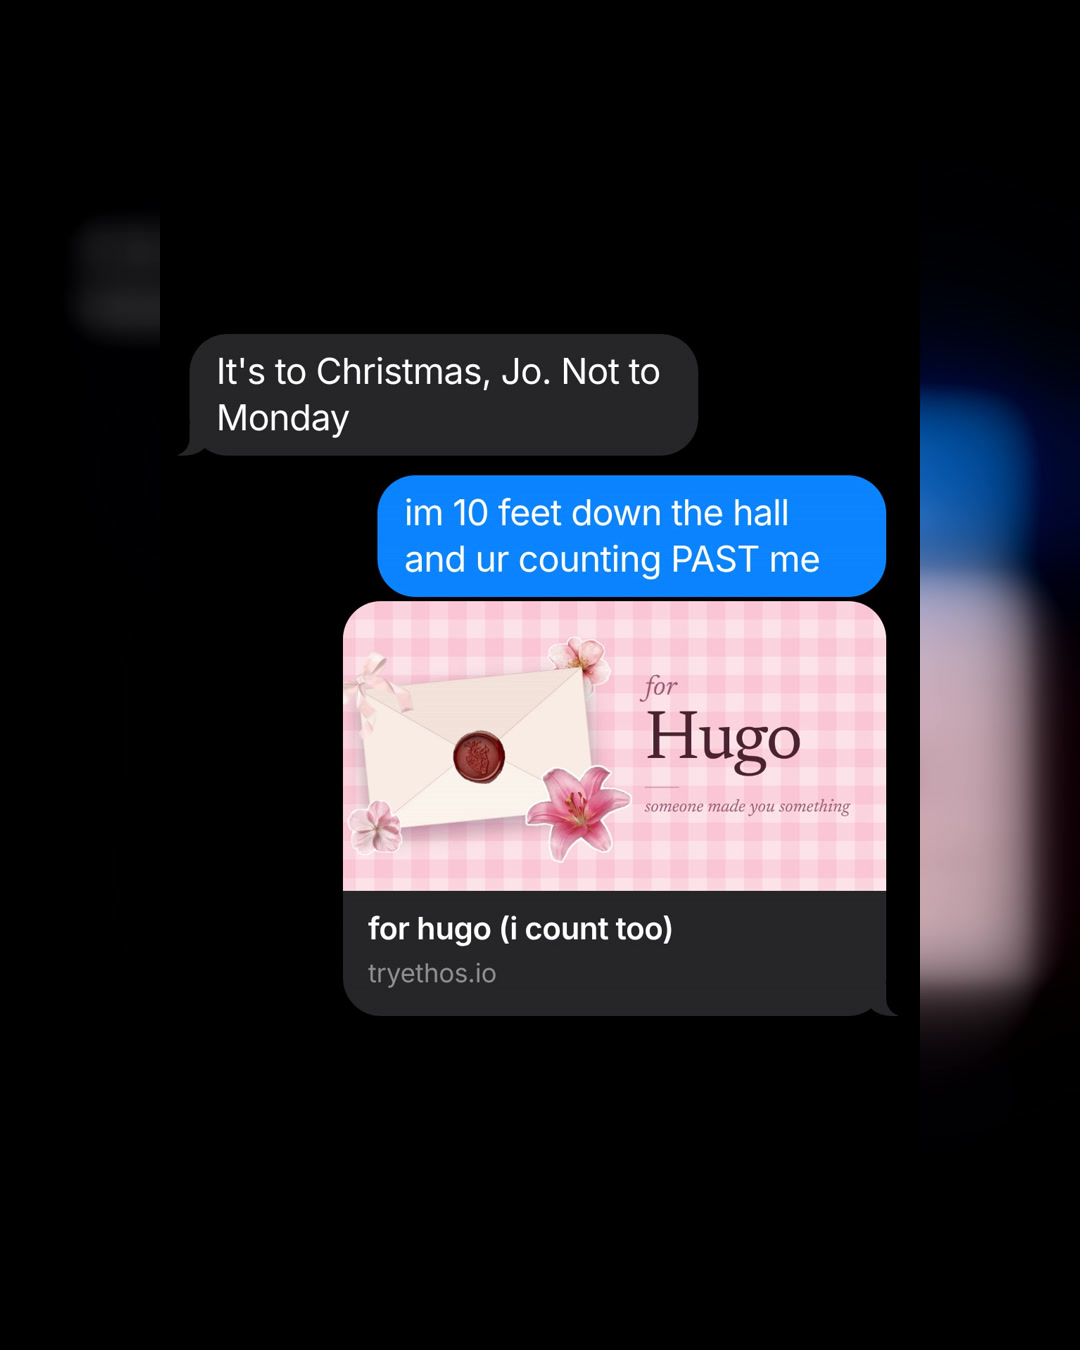 It's to Christmas, Jo. Not to
Monday
im 10 feet down the hall
and ur counting PAST me
for
Hugo
someone made you something
for hugo (i count too)
tryethos.io